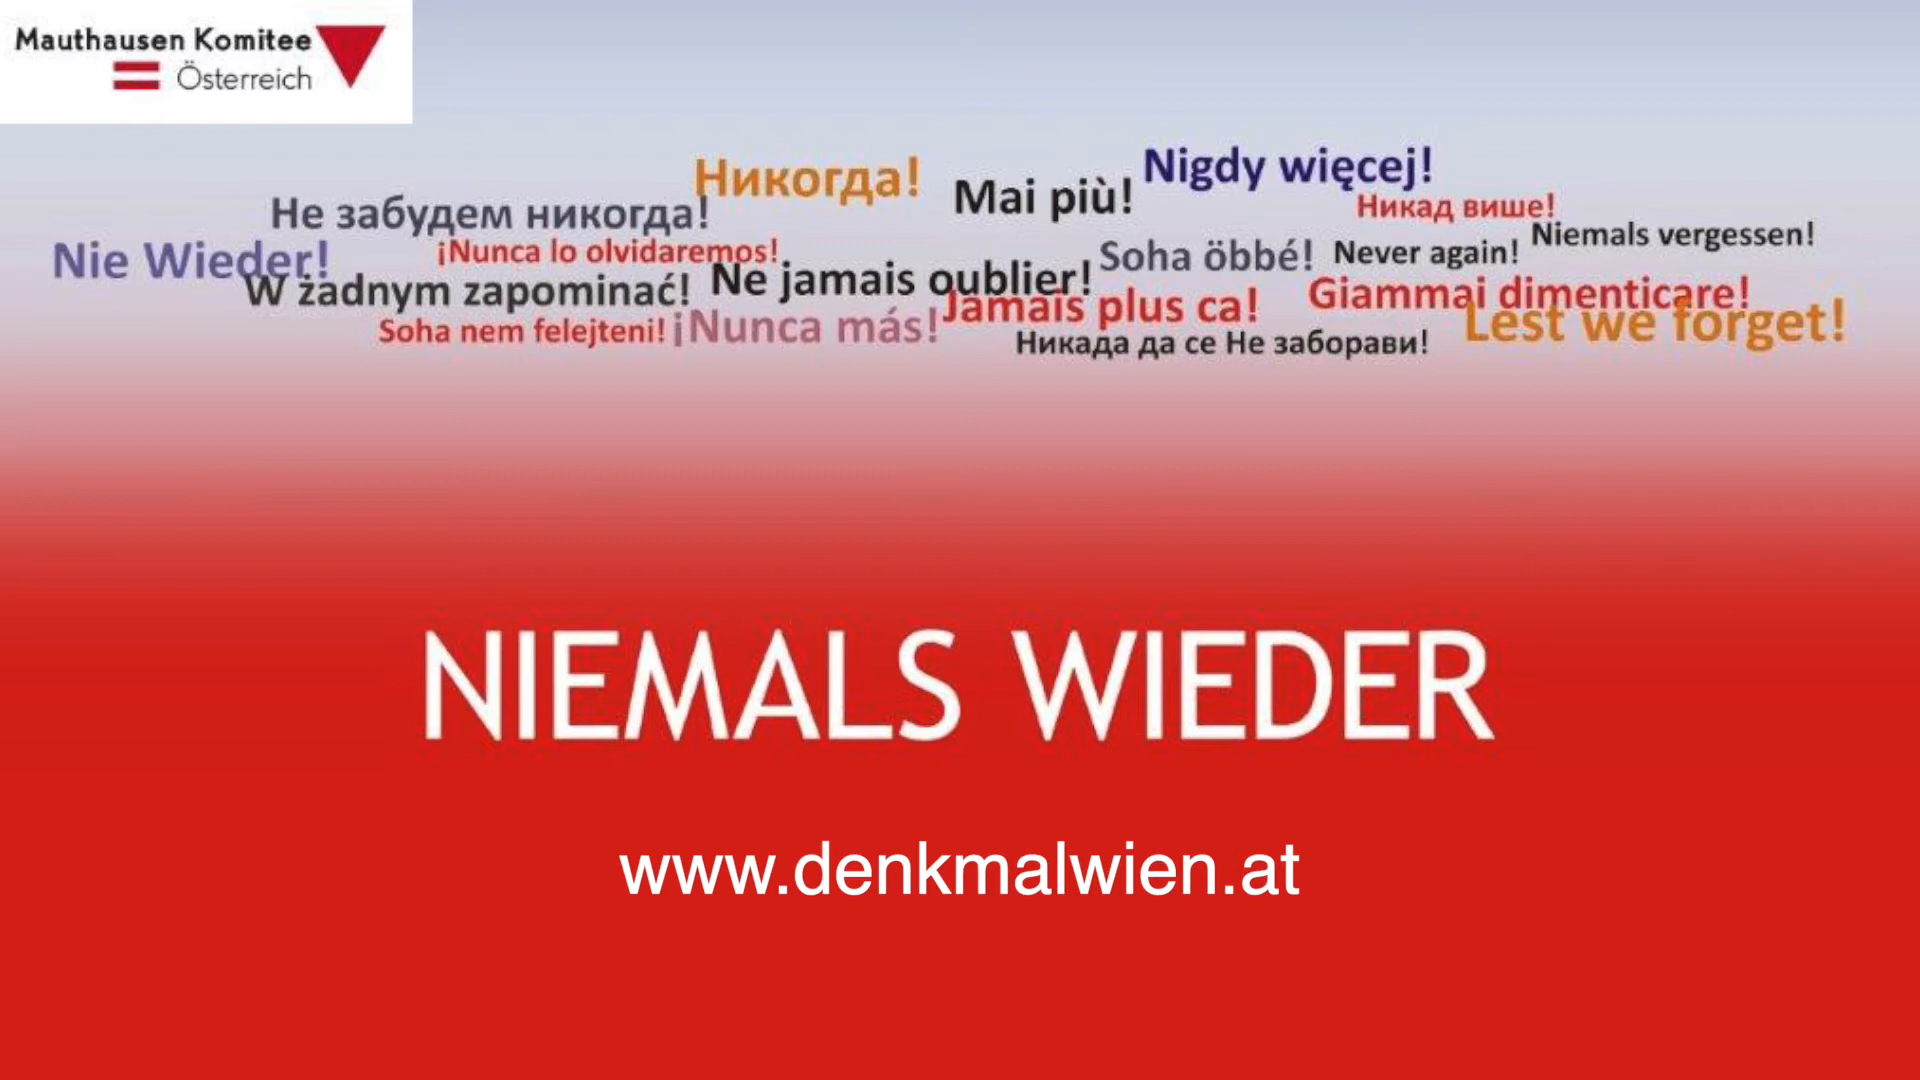 Mauthausen Komitee
Österreich
Никогда!
Mai più!
Nigdy więcej!
Не забудем никогда!
Никад више!
Nie Wieder!
¡Nunca lo olvidaremos!
Soha öbbé!
Never again!
Niemals vergessen!
W żadnym zapominać!
Ne jamais oublier!
Jamais plus ca!
Giammai dimenticare!
Soha nem felejteni!
¡Nunca más!
Никада да се Не заборави!
Lest we forget!
NIEMALS WIEDER
www.denkmalwien.at